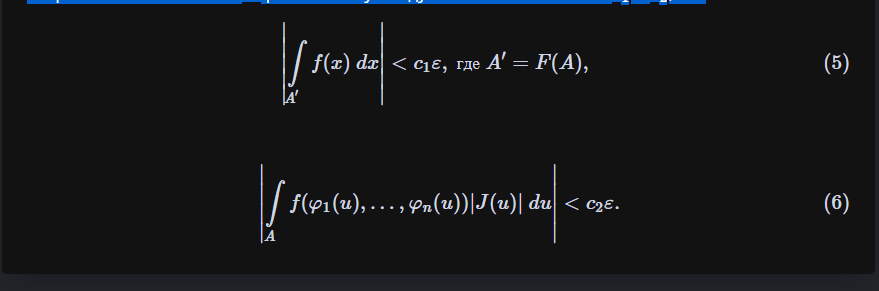 | ∫_{A'} f(x) dx | < c₁ε, где A' = F(A), (5)
| ∫_A f(φ₁(u), …, φₙ(u))|J(u)| du | < c₂ε. (6)